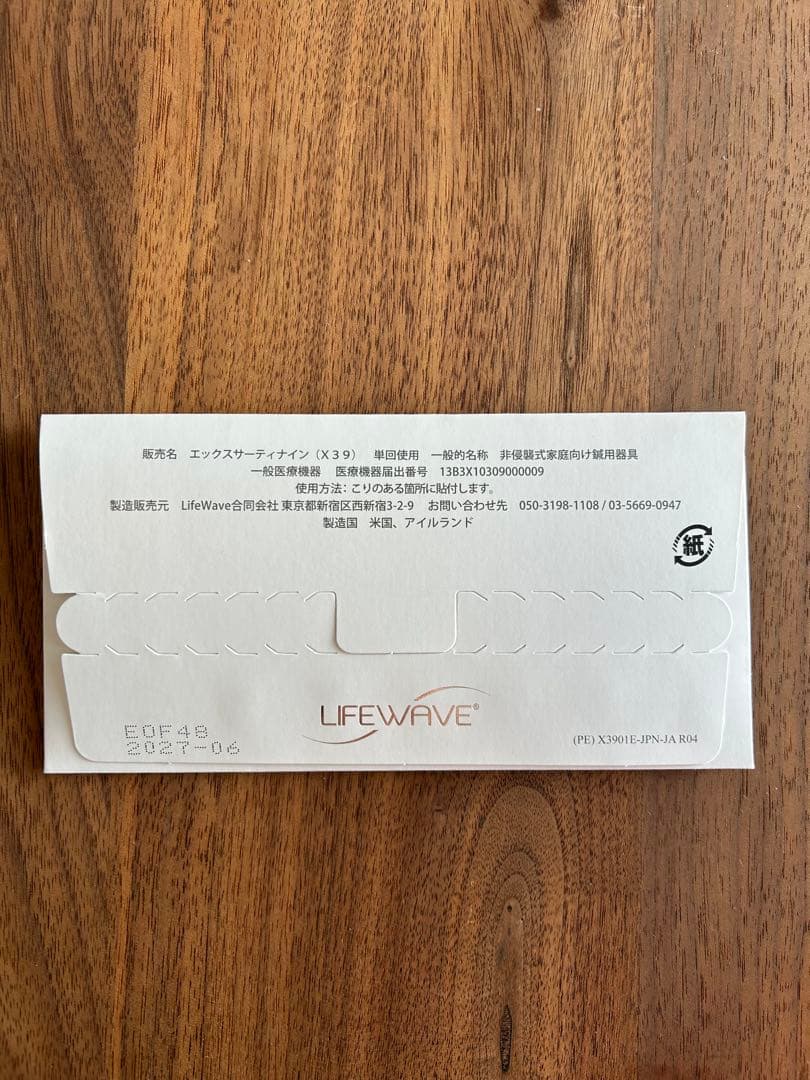 販売名　エックスサーティナイン（X39）　単回使用　一般的名称　非侵襲式家庭向け鍼用器具
一般医療機器　医療機器届出番号　13B3X10309000009
使用方法：こりのある箇所に貼付します。
製造販売元　LifeWave合同会社 東京都新宿区西新宿3-2-9　お問い合わせ先　050-3198-1108 / 03-5669-0947
製造国　米国、アイルランド
紙
LIFEWAVE®
E0F48
2027-06
(PE) X3901E-JPN-JA R04